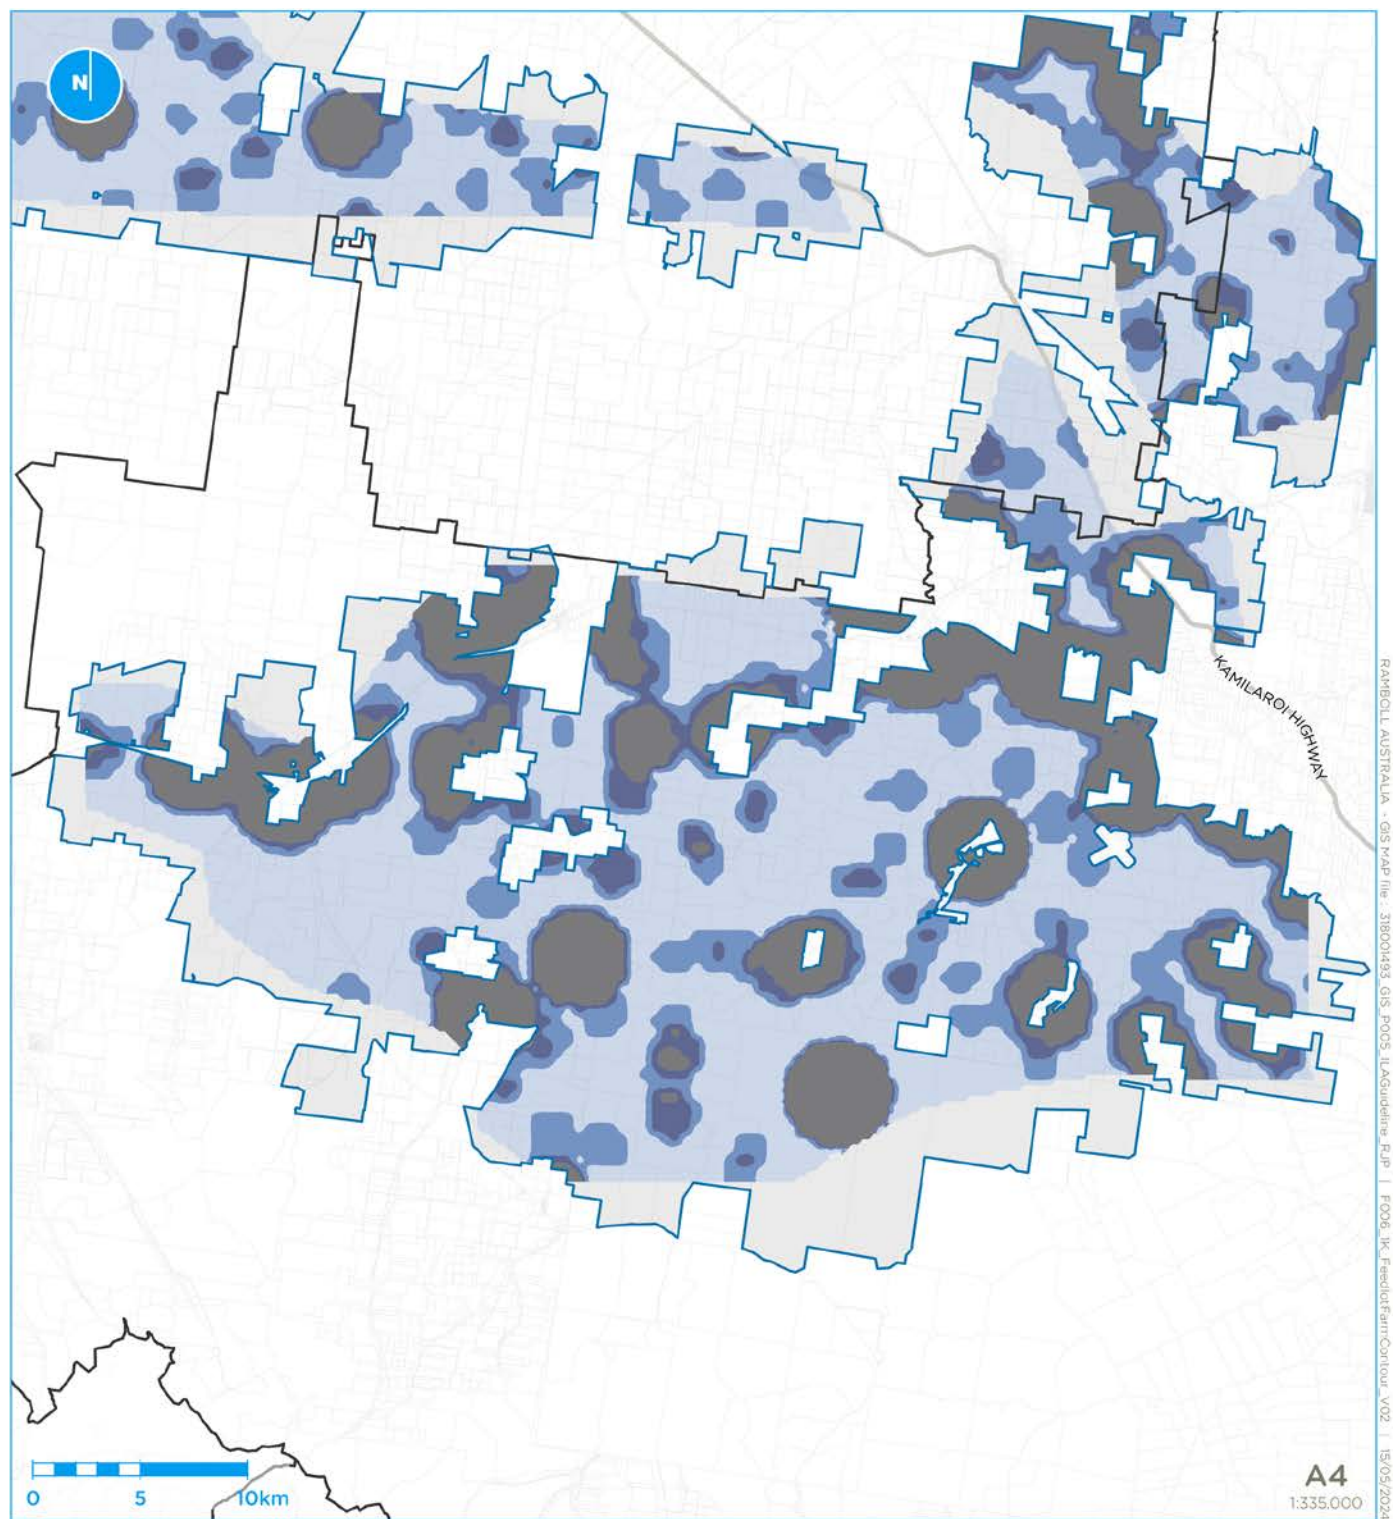 N
KAMILAROI HIGHWAY
0 5 10km
A4
1:335,000
RAMBOLL AUSTRALIA - GIS MAP file : 318001493_GIS_P005_ILAGuideline_RJP | F006_1K_FeedlotFarmContour_V02 | 15/05/2024